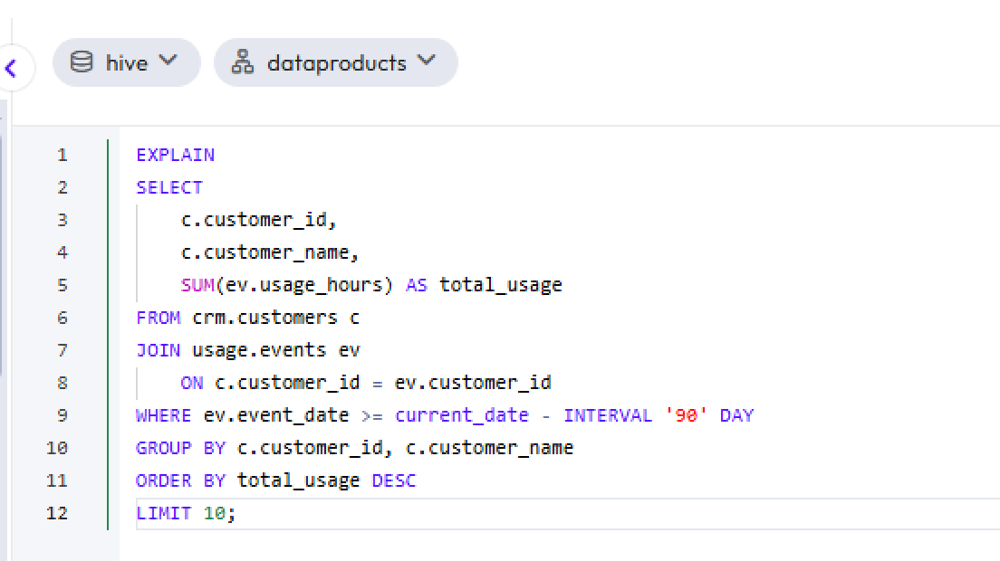 hive dataproducts
1 EXPLAIN
2 SELECT
3 c.customer_id,
4 c.customer_name,
5 SUM(ev.usage_hours) AS total_usage
6 FROM crm.customers c
7 JOIN usage.events ev
8 ON c.customer_id = ev.customer_id
9 WHERE ev.event_date >= current_date - INTERVAL '90' DAY
10 GROUP BY c.customer_id, c.customer_name
11 ORDER BY total_usage DESC
12 LIMIT 10;